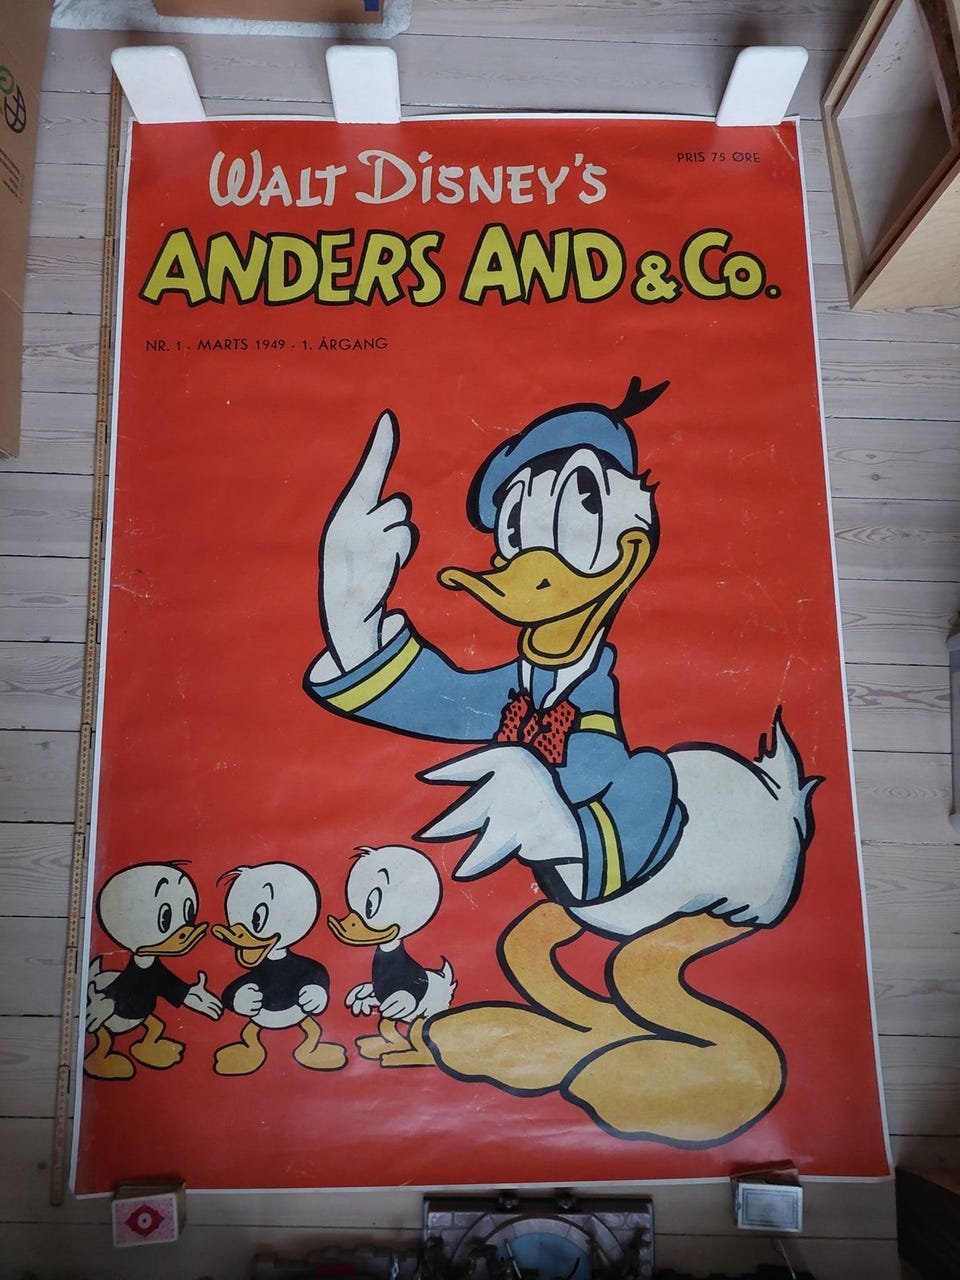 WALT DISNEY'S
PRIS 75 ØRE
ANDERS AND & CO.
NR. 1 · MARTS 1949 · 1. ÅRGANG